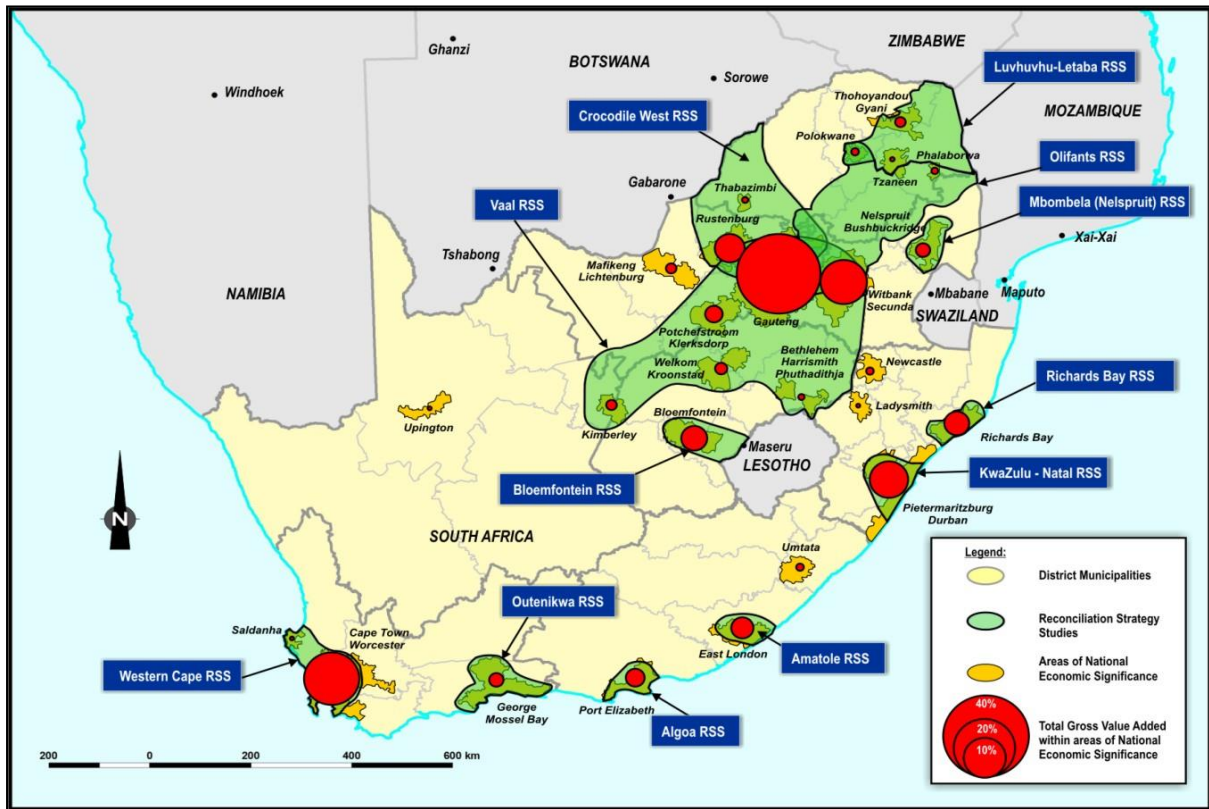 ZIMBABWE
Ghanzi
BOTSWANA
Sorowe
Luvhuvhu-Letaba RSS
Windhoek
Thohoyandou
Gyani
MOZAMBIQUE
Crocodile West RSS
Polokwane
Phalaborwa
Olifants RSS
Tzaneen
Gabarone
Thabazimbi
Vaal RSS
Rustenburg
Nelspruit
Bushbuckridge
Mbombela (Nelspruit) RSS
Xai-Xai
Tshabong
Mafikeng
Lichtenburg
NAMIBIA
Witbank
Secunda
Mbabane
Maputo
SWAZILAND
Gauteng
Potchefstroom
Klerksdorp
Bethlehem
Harrismith
Phuthadithja
Welkom
Kroonstad
Newcastle
Richards Bay RSS
Ladysmith
Upington
Kimberley
Bloemfontein
Richards Bay
Maseru
LESOTHO
KwaZulu - Natal RSS
Bloemfontein RSS
Pietermaritzburg
Durban
N
SOUTH AFRICA
Umtata
Legend:
District Municipalities
Outenikwa RSS
Reconciliation Strategy
Studies
Saldanha
Cape Town
Worcester
East London
Amatole RSS
Western Cape RSS
Areas of National
Economic Significance
George
Mossel Bay
Port Elizabeth
Algoa RSS
40%
20%
10%
Total Gross Value Added
within areas of National
Economic Significance
200 0 200 400 600 km